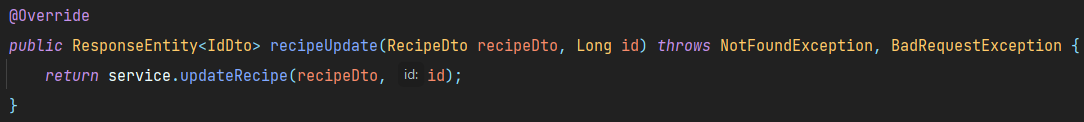 @Override
public ResponseEntity<IdDto> recipeUpdate(RecipeDto recipeDto, Long id) throws NotFoundException, BadRequestException {
    return service.updateRecipe(recipeDto, id: id);
}